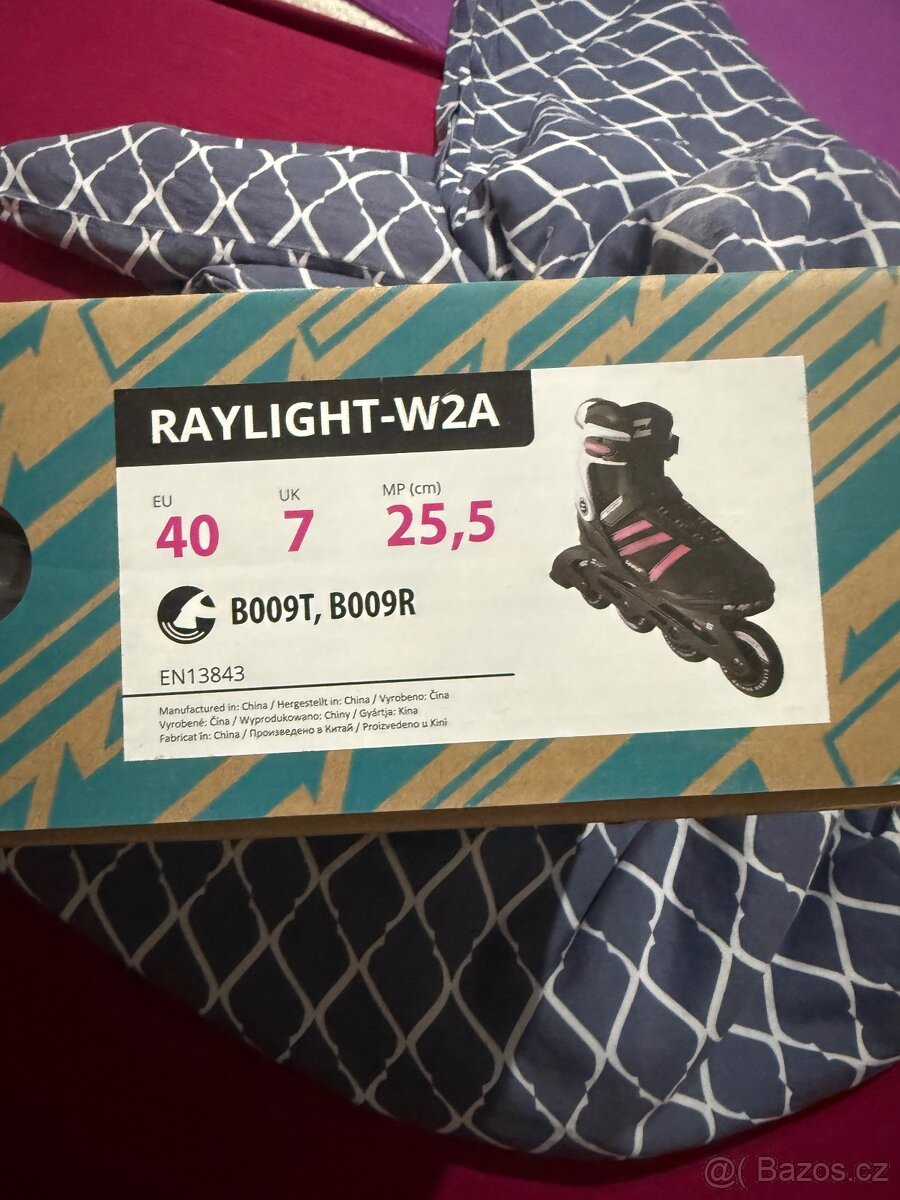 RAYLIGHT-W2A
EU UK MP (cm)
40 7 25,5
B009T, B009R
EN13843
Manufactured in: China / Hergestellt in: China / Vyrobeno: Čína
Vyrobené: Čína / Wyprodukowano: Chiny / Gyártja: Kína
Fabricat în: China / Произведено в Китай / Proizvedeno u Kini
@( Bazos.cz